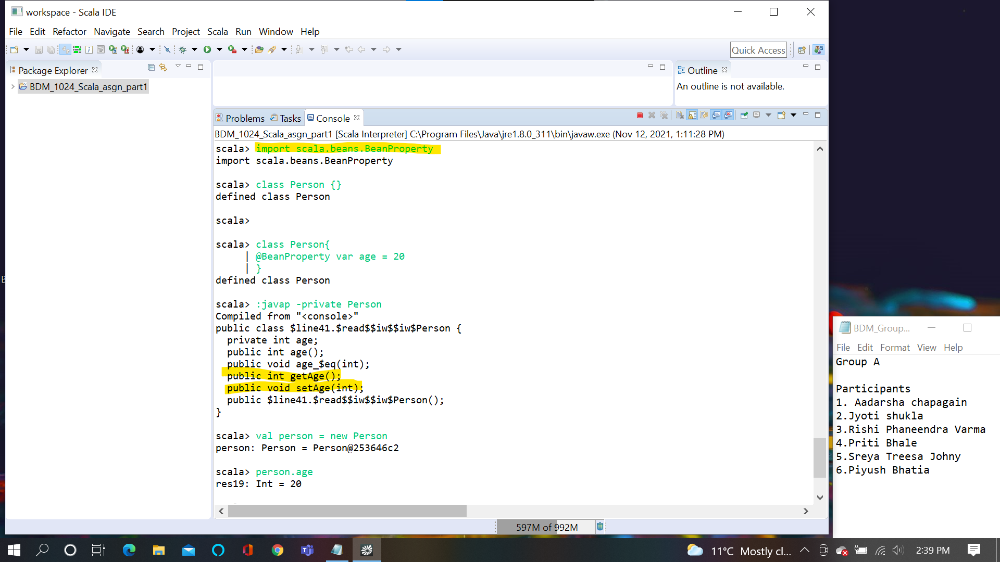 workspace - Scala IDE
File Edit Refactor Navigate Search Project Scala Run Window Help
Quick Access
Package Explorer
BDM_1024_Scala_asgn_part1
Outline
An outline is not available.
Problems Tasks Console
BDM_1024_Scala_asgn_part1 [Scala Interpreter] C:\Program Files\Java\jre1.8.0_311\bin\javaw.exe (Nov 12, 2021, 1:11:28 PM)
scala> import scala.beans.BeanProperty
import scala.beans.BeanProperty
scala> class Person {}
defined class Person
scala>
scala> class Person{
| @BeanProperty var age = 20
| }
defined class Person
scala> :javap -private Person
Compiled from "<console>"
public class $line41.$read$$iw$$iw$Person {
private int age;
public int age();
public void age_$eq(int);
public int getAge();
public void setAge(int);
public $line41.$read$$iw$$iw$Person();
}
scala> val person = new Person
person: Person = Person@253646c2
scala> person.age
res19: Int = 20
597M of 992M
BDM_Group...
File Edit Format View Help
Group A
Participants
1. Aadarsha chapagain
2.Jyoti shukla
3.Rishi Phaneendra Varma
4.Priti Bhale
5.Sreya Treesa Johny
6.Piyush Bhatia
11°C Mostly cl...
2:39 PM